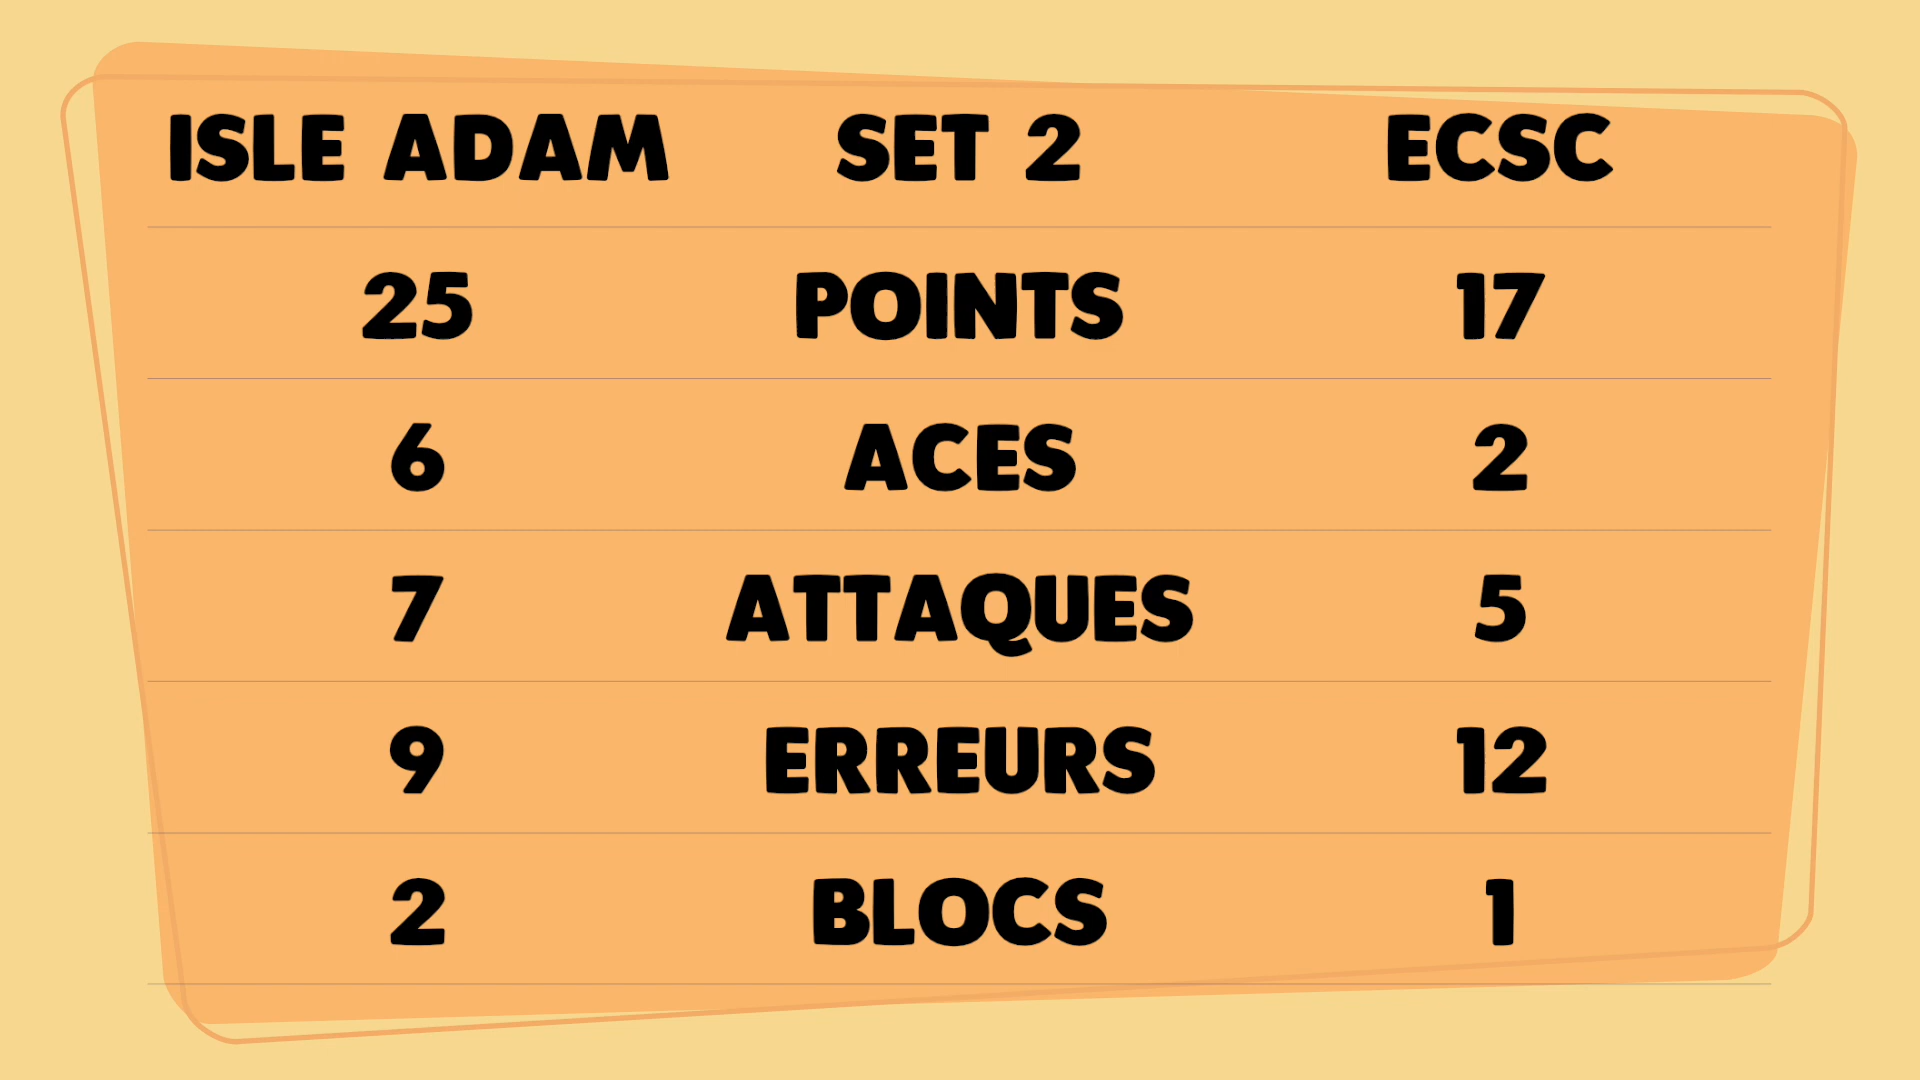 ISLE ADAM SET 2 ECSC
25 POINTS 17
6 ACES 2
7 ATTAQUES 5
9 ERREURS 12
2 BLOCS 1